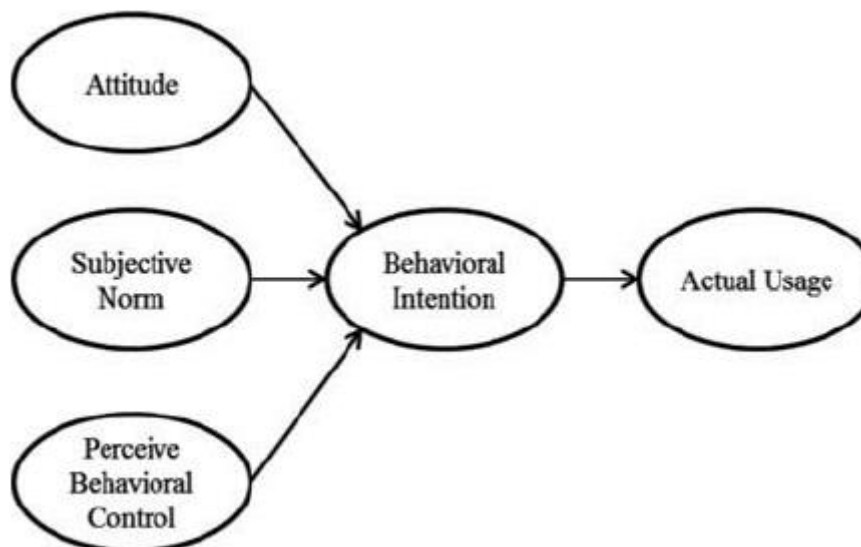 Attitude
Subjective
Norm
Perceive
Behavioral
Control
Behavioral
Intention
Actual Usage